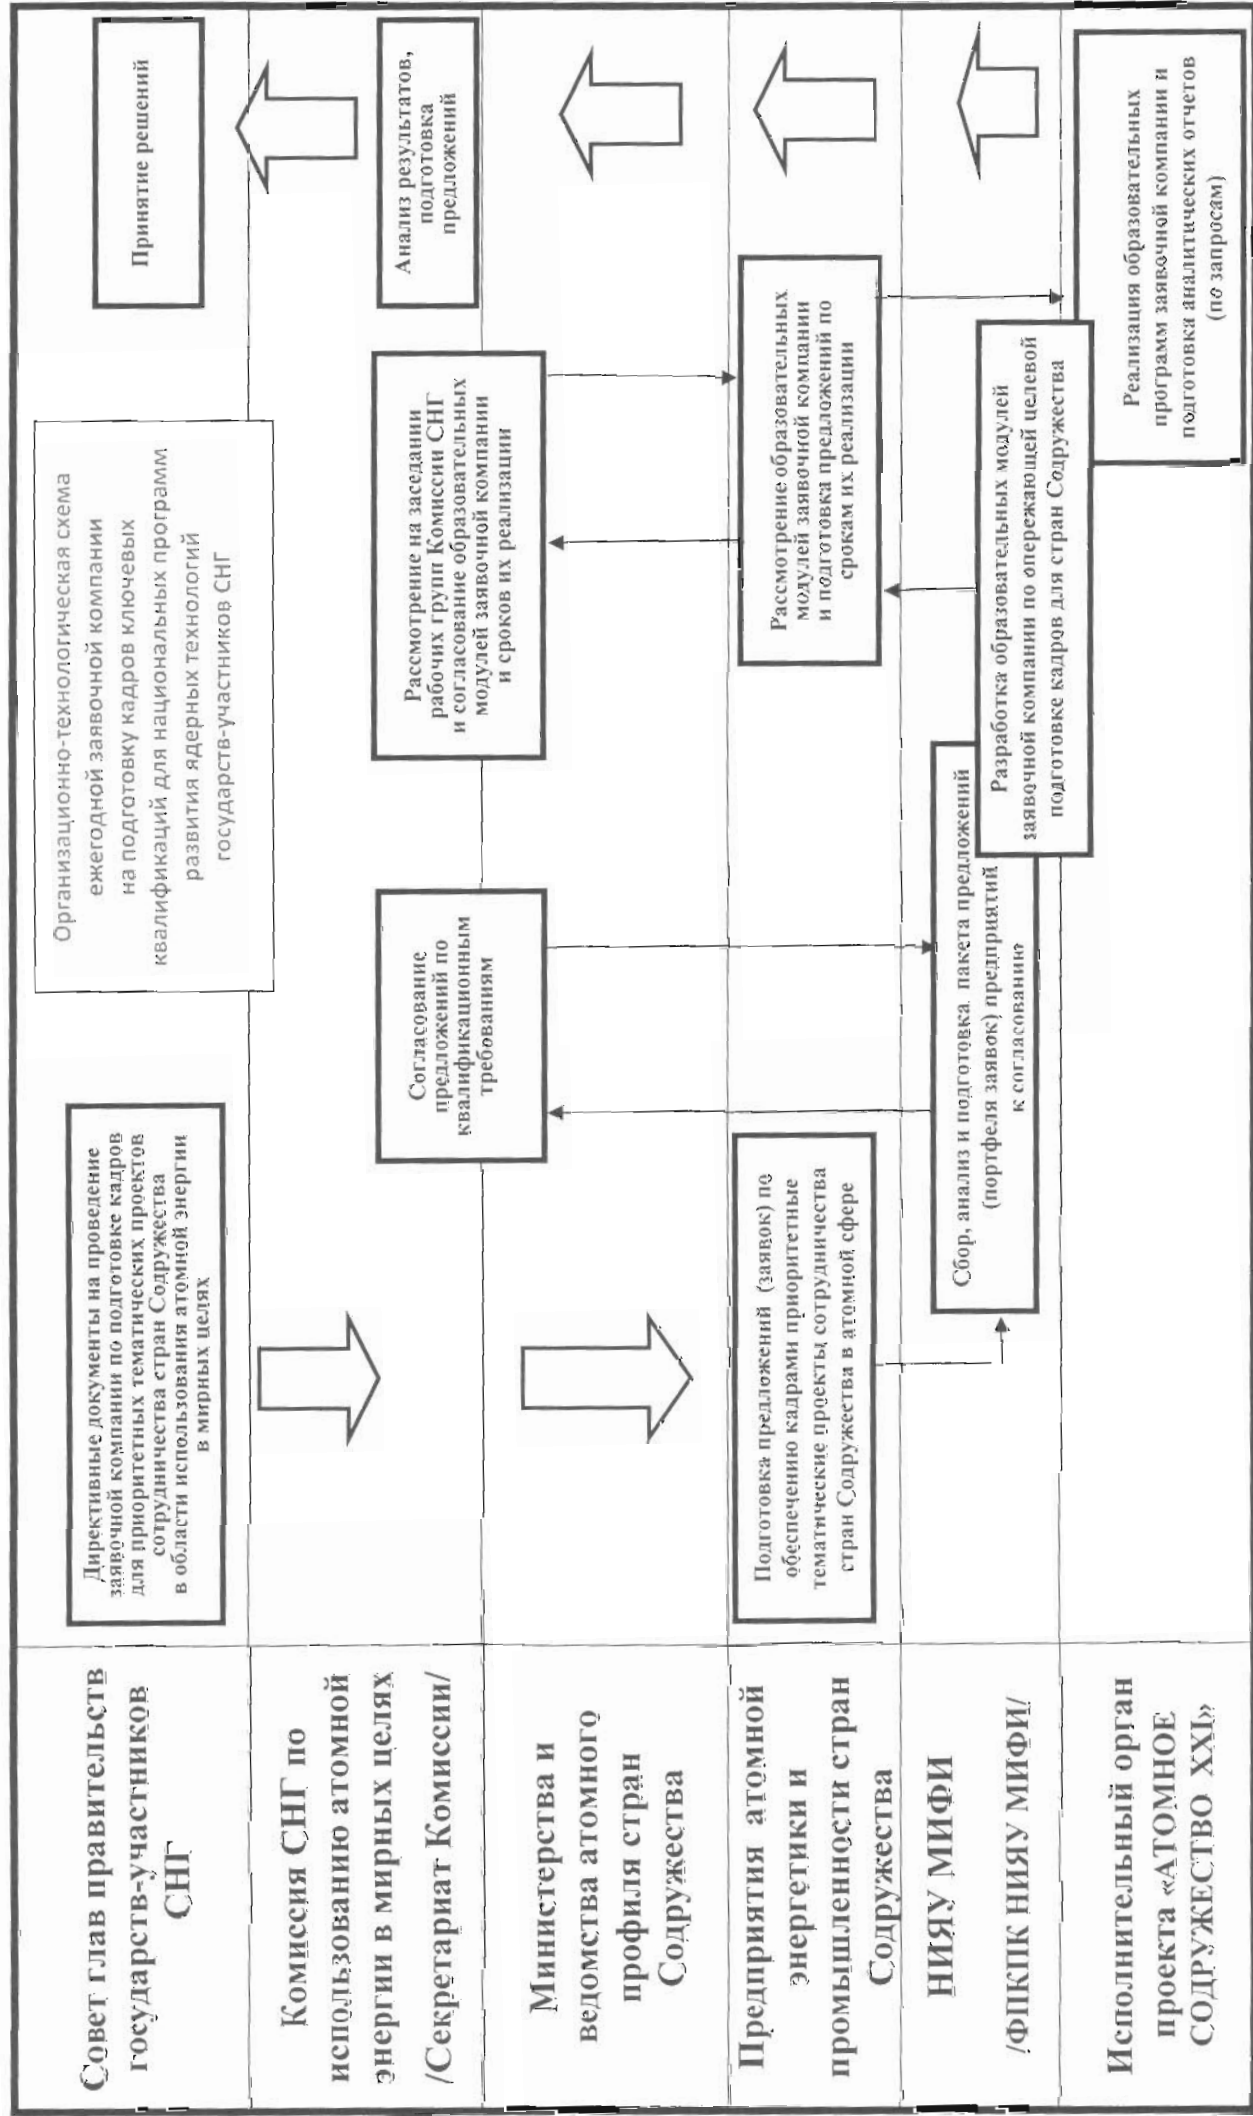 Совет глав правительств
государств-участников
СНГ
Директивные документы на проведение
заявочной компании по подготовке кадров
для приоритетных тематических проектов
сотрудничества стран Содружества
в области использования атомной энергии
в мирных целях
Организационно-технологическая схема
ежегодной заявочной компании
на подготовку кадров ключевых
квалификаций для национальных программ
развития ядерных технологий
государств-участников СНГ
Принятие решений
Комиссия СНГ по
использованию атомной
энергии в мирных целях
/Секретариат Комиссии/
Согласование
предложений по
квалификационным
требованиям
Рассмотрение на заседании
рабочих групп Комиссии СНГ
и согласование образовательных
модулей заявочной компании
и сроков их реализации
Анализ результатов,
подготовка
предложений
Министерства и
ведомства атомного
профиля стран
Содружества
Предприятия атомной
энергетики и
промышленности стран
Содружества
Подготовка предложений (заявок) по
обеспечению кадрами приоритетные
тематические проекты сотрудничества
стран Содружества в атомной сфере
Рассмотрение образовательных
модулей заявочной компании
и подготовка предложений по
срокам их реализации
НИЯУ МИФИ
/ФПКПК НИЯУ МИФИ/
Сбор, анализ и подготовка пакета предложений
(портфеля заявок) предприятий
к согласованию
Разработка образовательных модулей
заявочной компании по опережающей целевой
подготовке кадров для стран Содружества
Исполнительный орган
проекта «АТОМНОЕ
СОДРУЖЕСТВО XXI»
Реализация образовательных
программ заявочной компании и
подготовка аналитических отчетов
(по запросам)